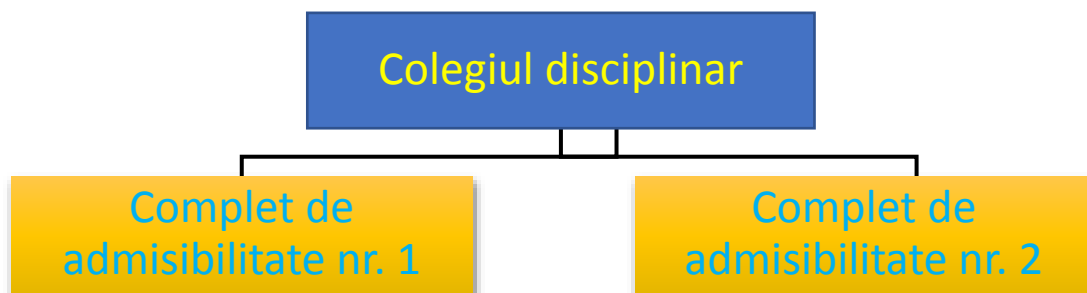 Colegiul disciplinar
Complet de
admisibilitate nr. 1
Complet de
admisibilitate nr. 2